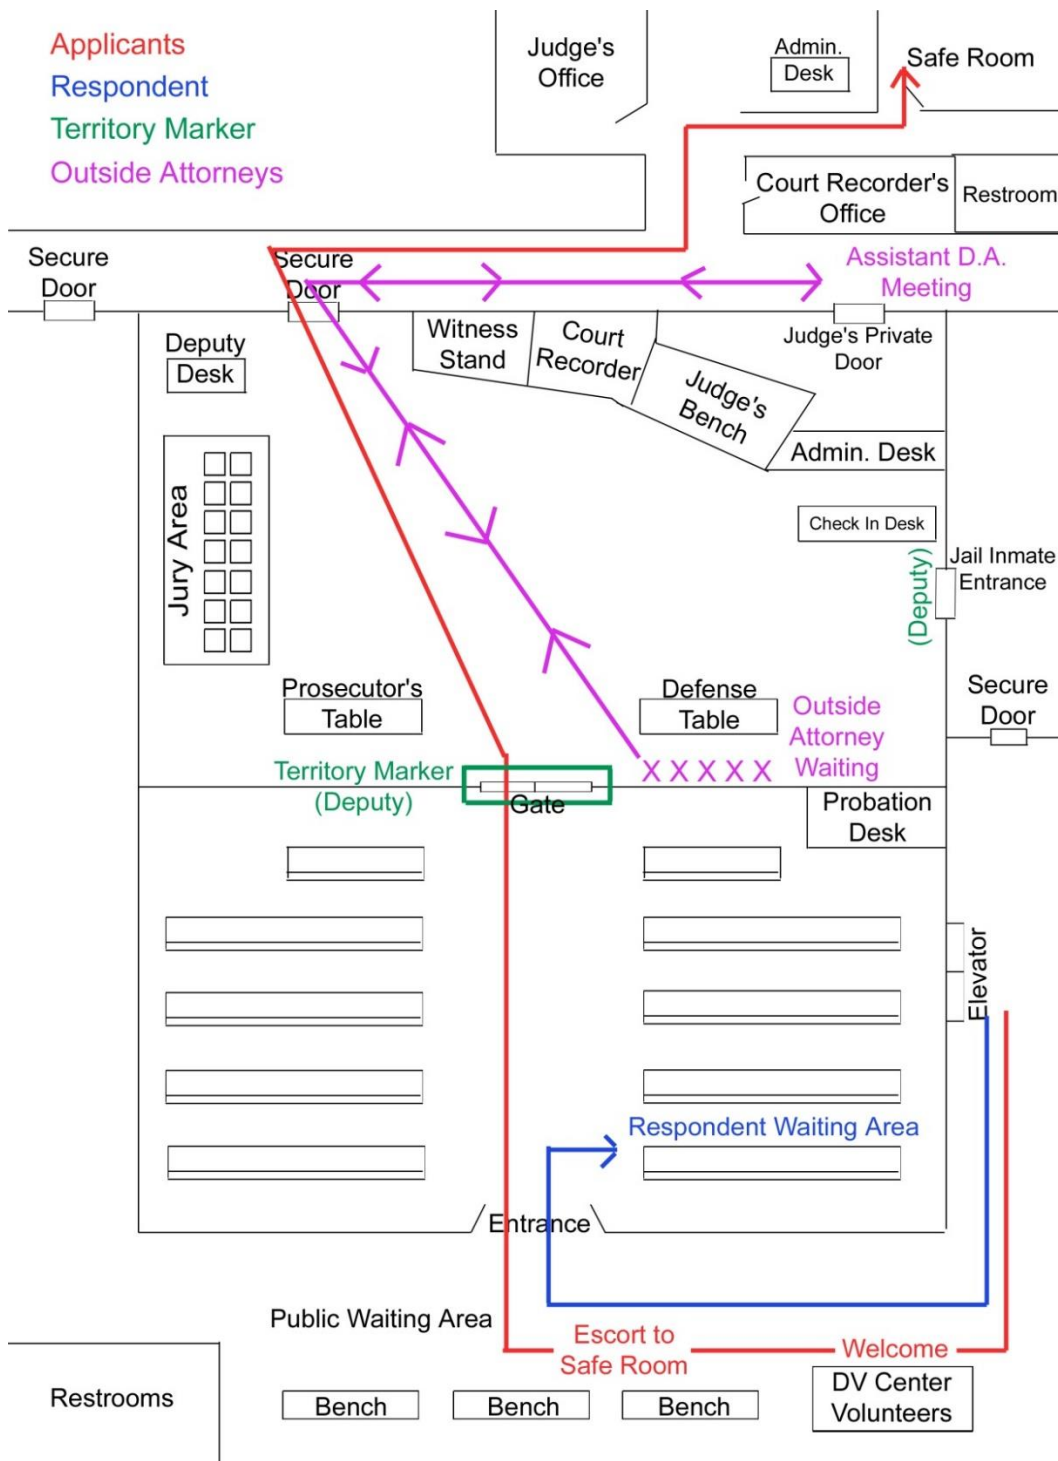 Applicants
Respondent
Territory Marker
Outside Attorneys
Judge's
Office
Admin.
Desk
Safe Room
Court Recorder's
Office
Restroom
Secure
Door
Secure
Door
Assistant D.A.
Meeting
Judge's Private
Door
Deputy
Desk
Witness
Stand
Court
Recorder
Judge's
Bench
Admin. Desk
Jury Area
Check In Desk
(Deputy)
Jail Inmate
Entrance
Prosecutor's
Table
Defense
Table
Outside
Attorney
Waiting
X X X X X
Secure
Door
Territory Marker
(Deputy)
Gate
Probation
Desk
Elevator
Respondent Waiting Area
Entrance
Public Waiting Area
Escort to
Safe Room
Welcome
Restrooms
Bench
Bench
Bench
DV Center
Volunteers